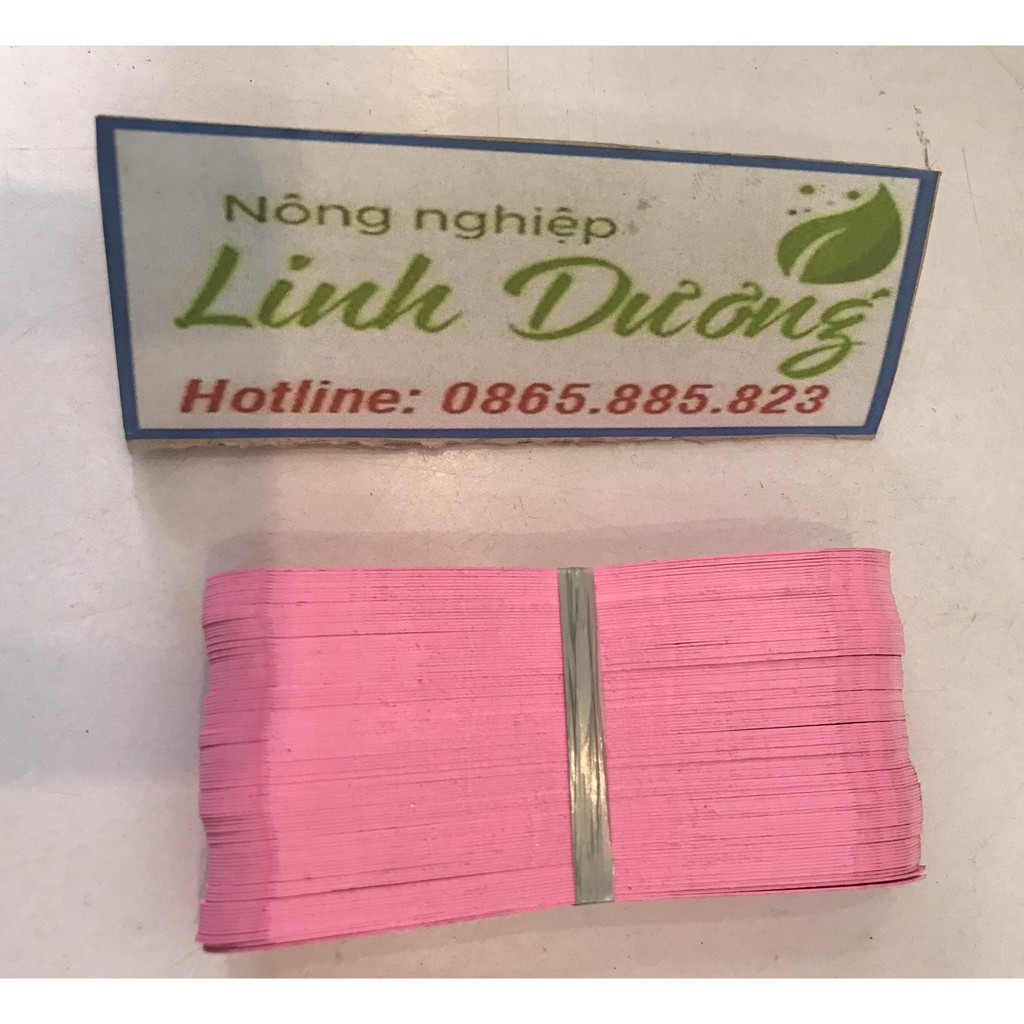 Nông nghiệp
Linh Dương
Hotline: 0865.885.823